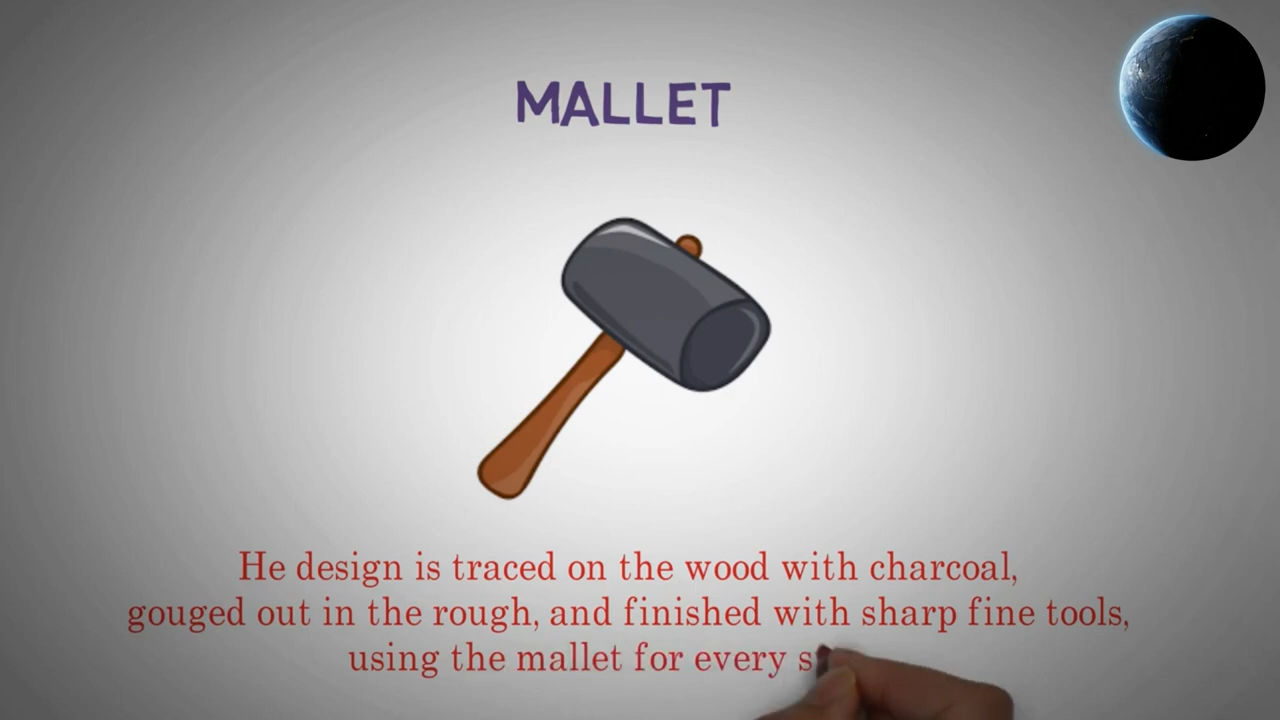 MALLET
He design is traced on the wood with charcoal,
gouged out in the rough, and finished with sharp fine tools,
using the mallet for every